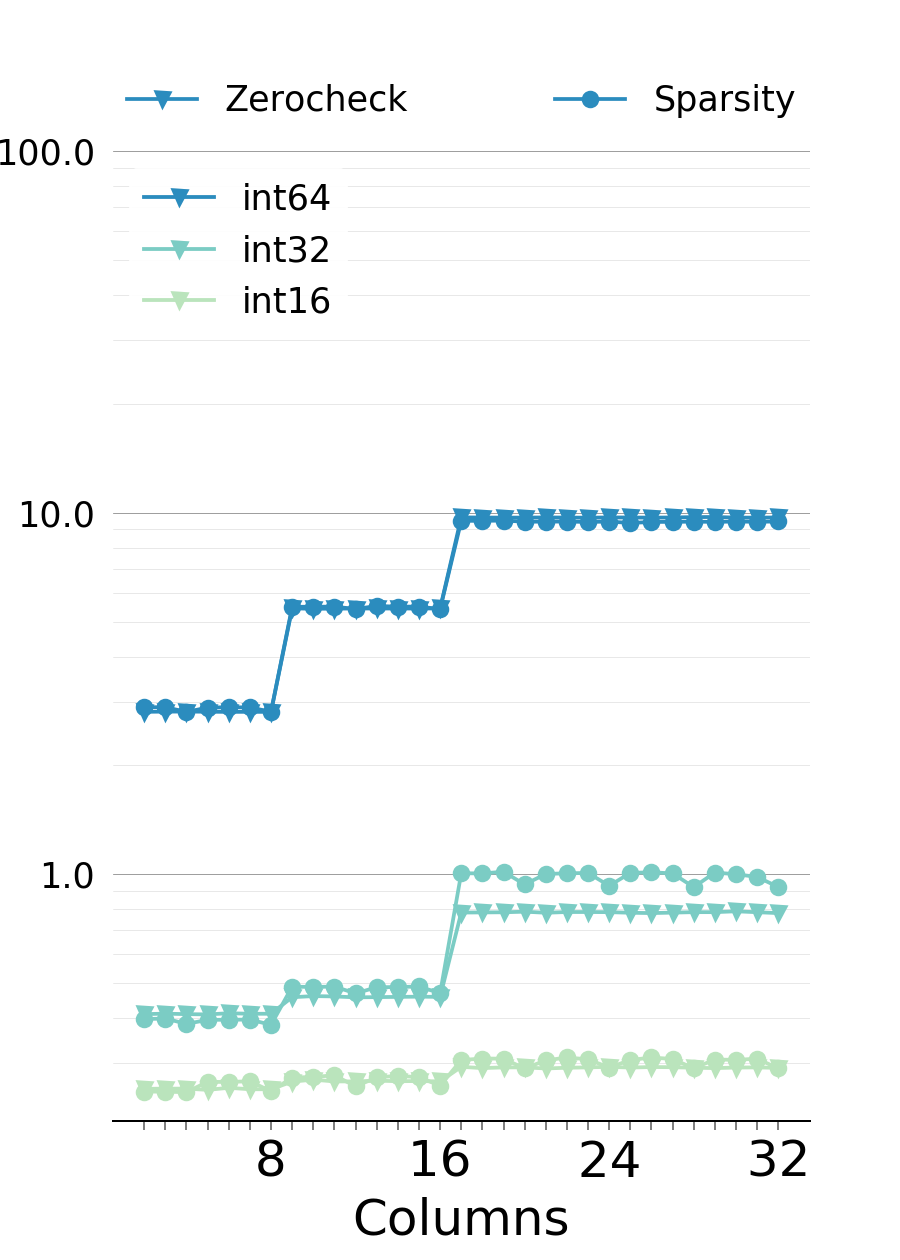 Zerocheck Sparsity
100.0
int64
int32
int16
10.0
1.0
8 16 24 32
Columns